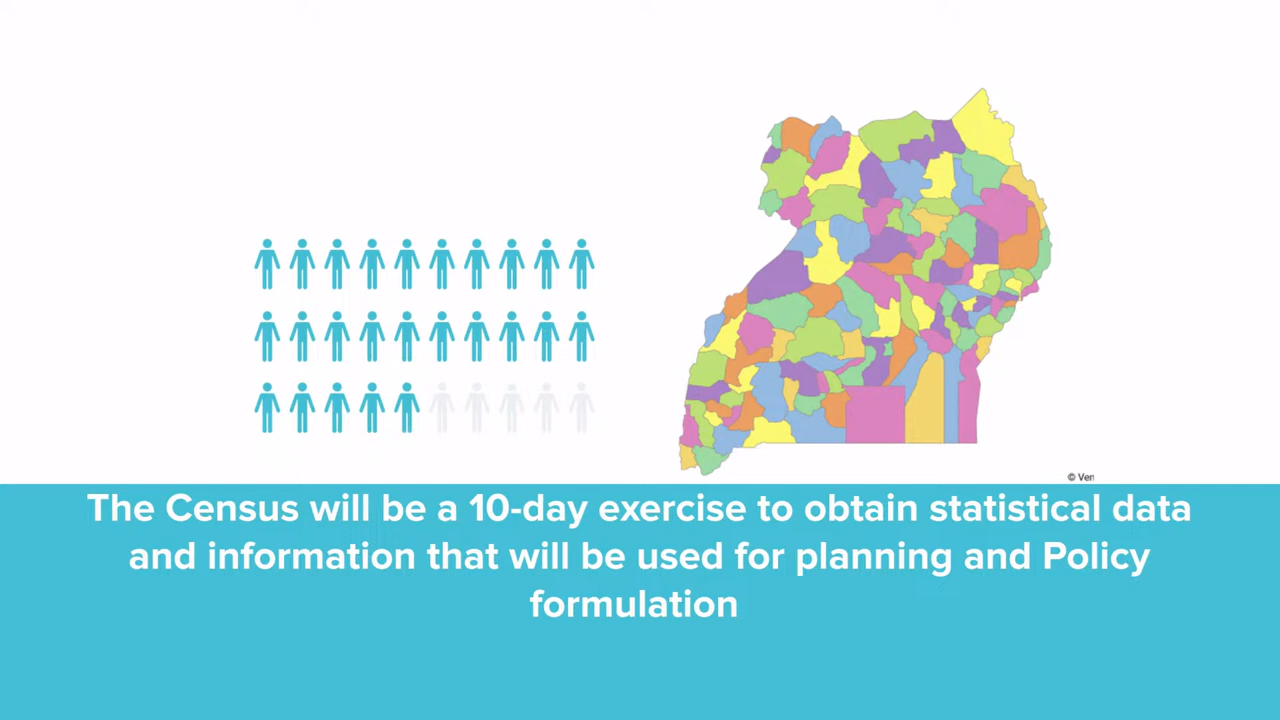 © Ven
The Census will be a 10-day exercise to obtain statistical data
and information that will be used for planning and Policy
formulation